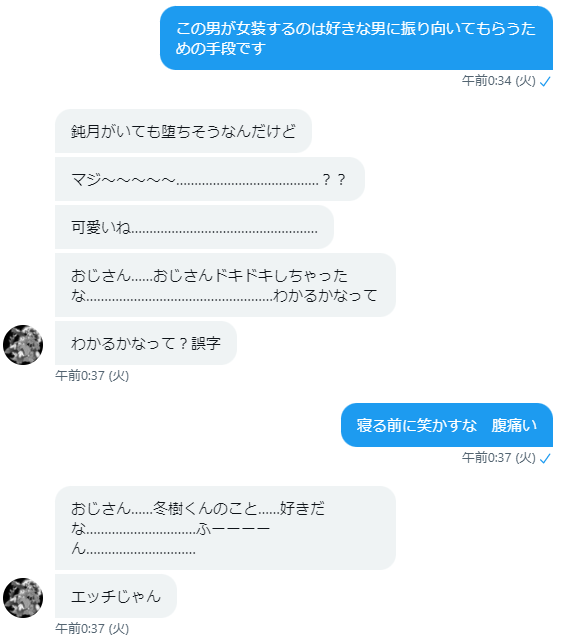 この男が女装するのは好きな男に振り向いてもらうた
めの手段です
午前0:34 (火)
鈍月がいても堕ちそうなんだけど
マジ～～～～～.......................................？？
可愛いね...................................................
おじさん......おじさんドキドキしちゃった
な...................................................わかるかなって
わかるかなって？誤字
午前0:37 (火)
寝る前に笑かすな　腹痛い
午前0:37 (火)
おじさん......冬樹くんのこと......好きだ
な..............................ふーーーー
ん..............................
エッチじゃん
午前0:37 (火)